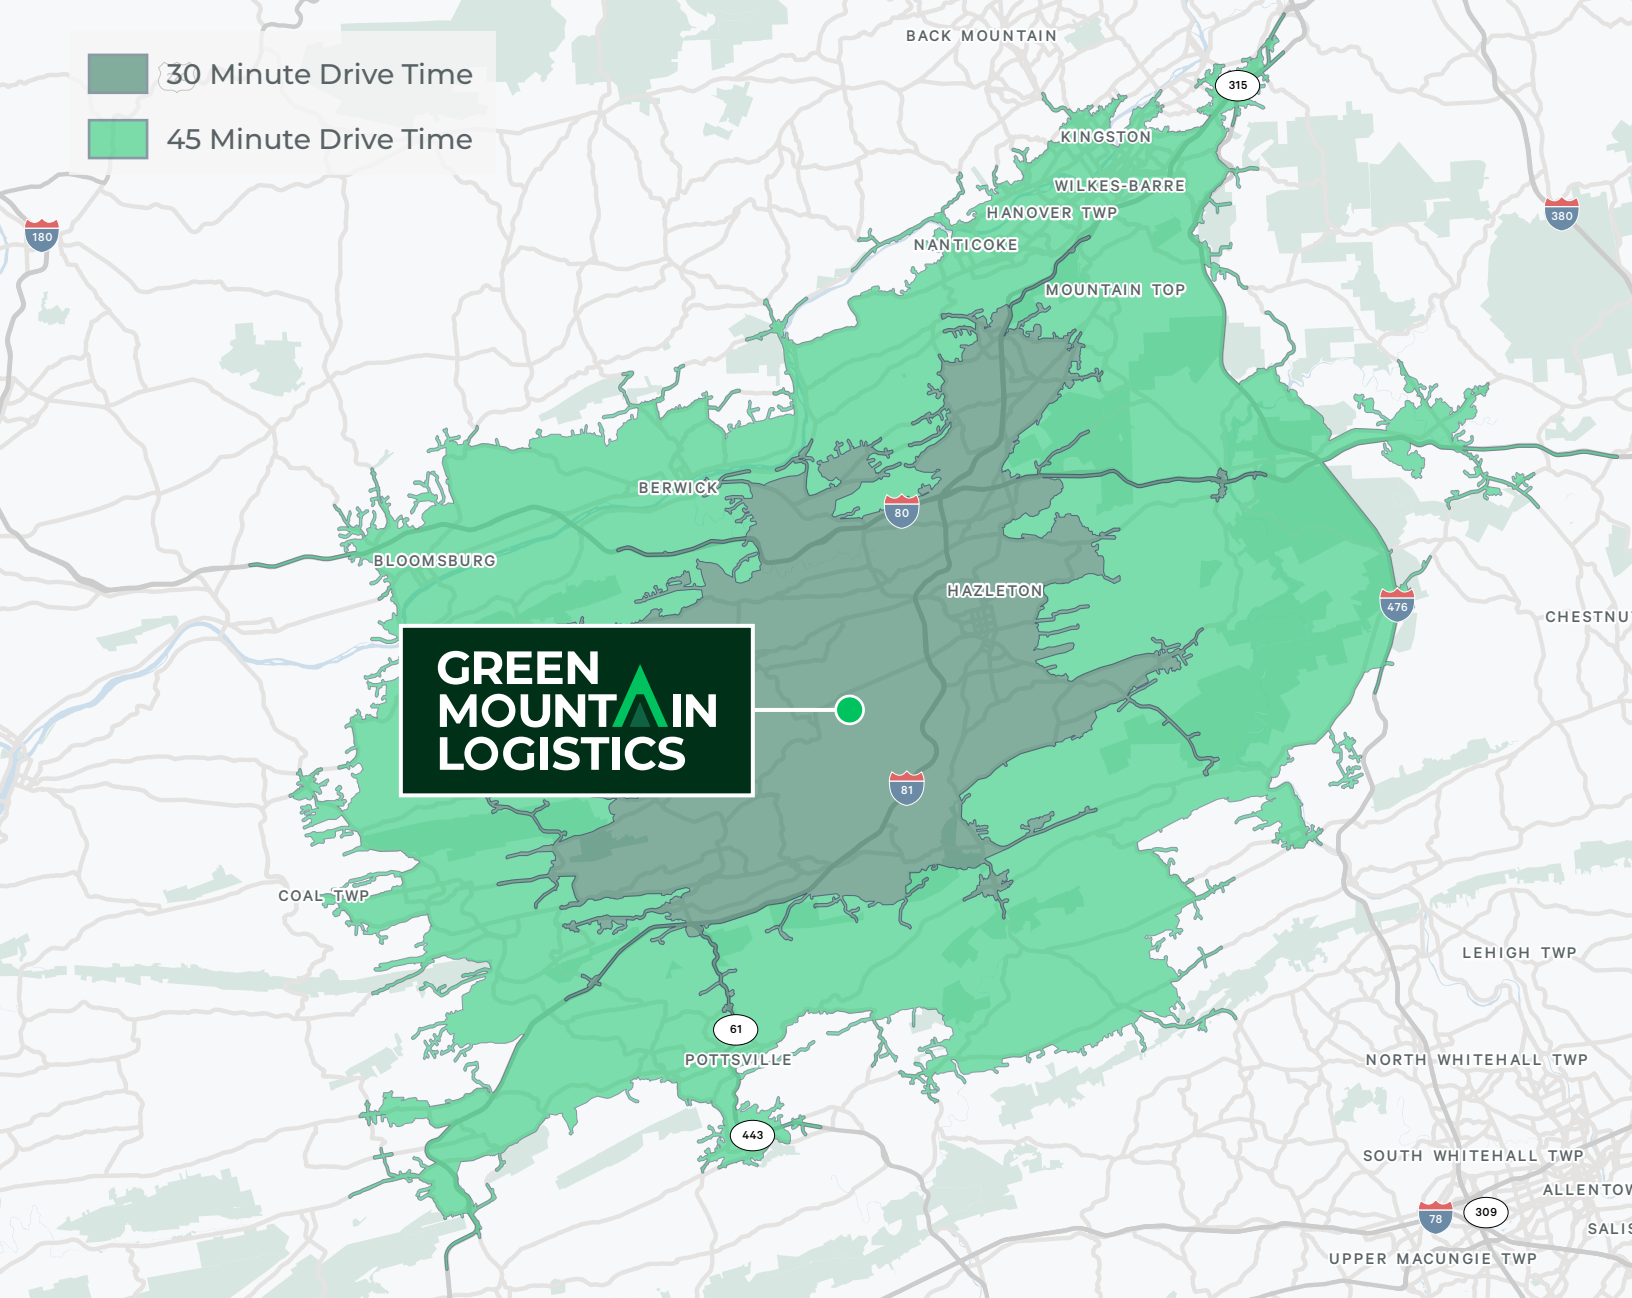 30 Minute Drive Time
45 Minute Drive Time
BACK MOUNTAIN
315
KINGSTON
WILKES-BARRE
HANOVER TWP
NANTICOKE
MOUNTAIN TOP
180
380
BERWICK
80
BLOOMSBURG
HAZLETON
476
CHESTNU
GREEN
MOUNTAIN
LOGISTICS
81
COAL TWP
LEHIGH TWP
61
POTTSVILLE
NORTH WHITEHALL TWP
443
SOUTH WHITEHALL TWP
ALLENTOW
78
309
SALIS
UPPER MACUNGIE TWP